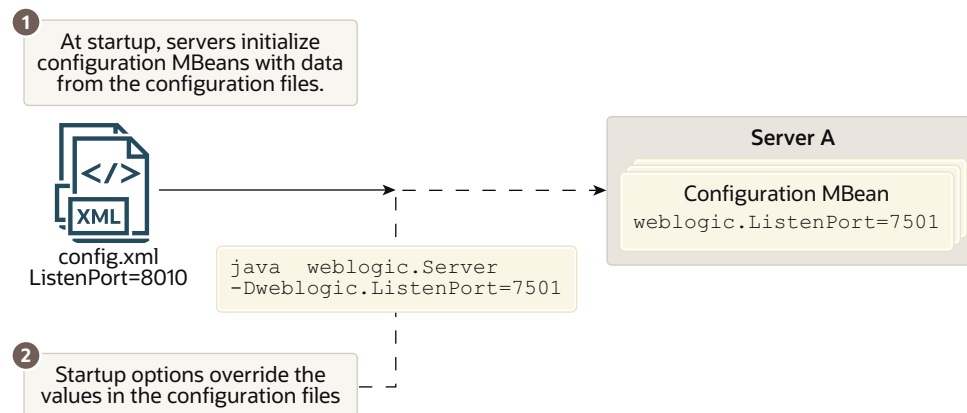 1
At startup, servers initialize
configuration MBeans with data
from the configuration files.
</>
XML
config.xml
ListenPort=8010
java  weblogic.Server
-Dweblogic.ListenPort=7501
Server A
Configuration MBean
weblogic.ListenPort=7501
2
Startup options override the
values in the configuration files